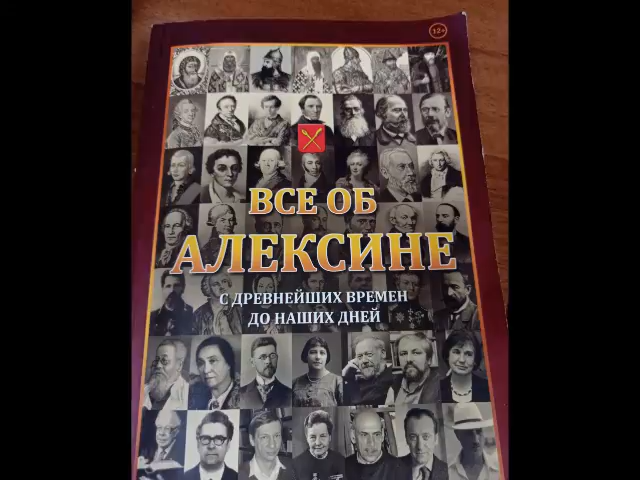 12+
ВСЕ ОБ
АЛЕКСИНЕ
С ДРЕВНЕЙШИХ ВРЕМЕН
ДО НАШИХ ДНЕЙ